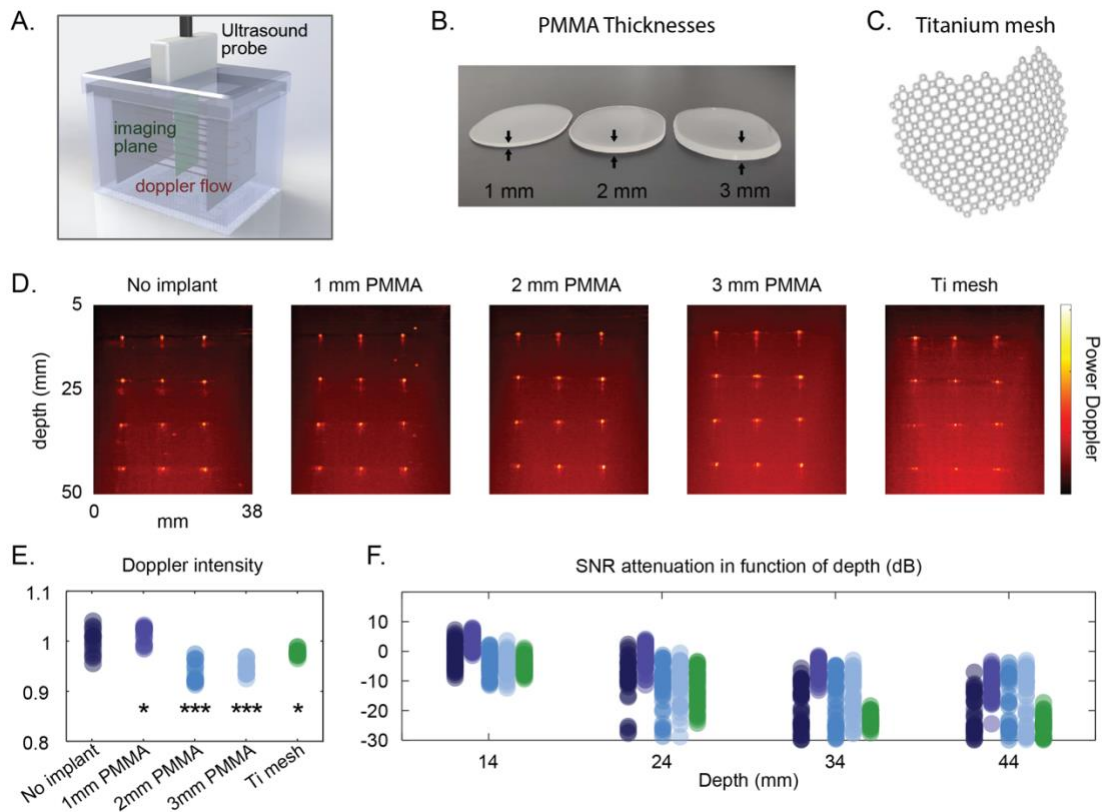 A.
Ultrasound
probe
imaging
plane
doppler flow
B.
PMMA Thicknesses
1 mm
2 mm
3 mm
C.
Titanium mesh
D.
No implant
1 mm PMMA
2 mm PMMA
3 mm PMMA
Ti mesh
5
25
50
depth (mm)
0
mm
38
Power Doppler
E.
Doppler intensity
1.1
1
0.9
0.8
* *** *** *
No implant
1mm PMMA
2mm PMMA
3mm PMMA
Ti mesh
F.
SNR attenuation in function of depth (dB)
10
0
-10
-20
-30
14
24
34
44
Depth (mm)